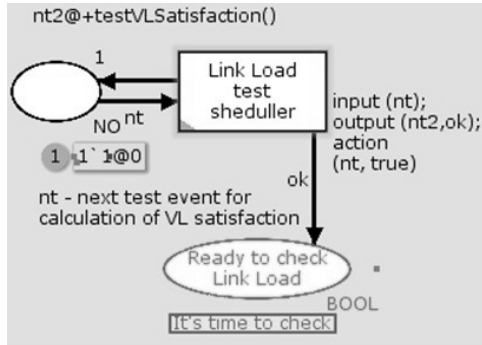 nt2@+testVLSatisfaction()
1
Link Load
test
sheduller
nt
NO
input (nt);
output (nt2,ok);
action
(nt, true)
1
1`1@0
ok
nt - next test event for
calculation of VL satisfaction
Ready to check
Link Load
BOOL
It's time to check